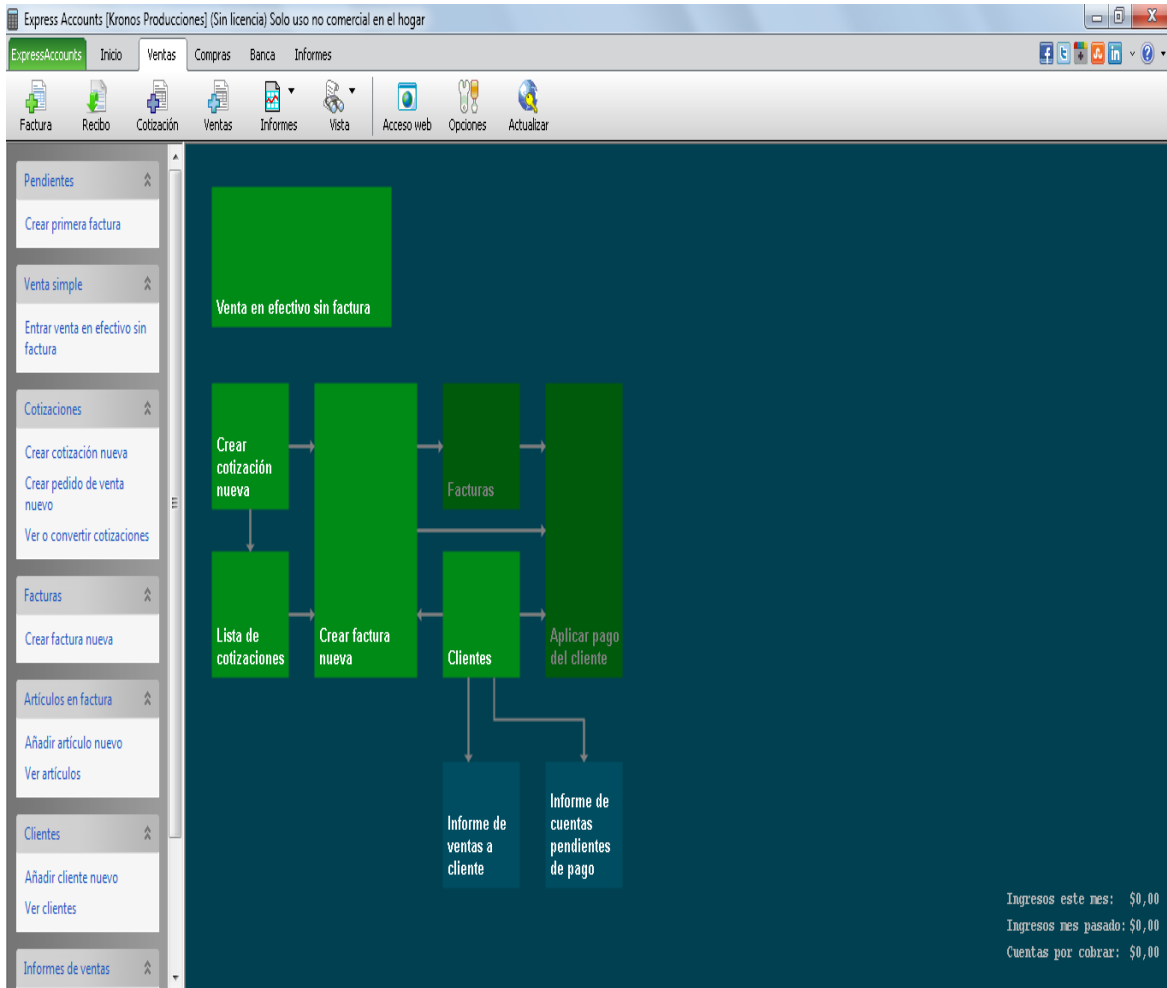 Express Accounts [Kronos Producciones] (Sin licencia) Solo uso no comercial en el hogar
ExpressAccounts Inicio Ventas Compras Banca Informes
Factura Recibo Cotización Ventas Informes Vista Acceso web Opciones Actualizar
Pendientes
Crear primera factura
Venta simple
Entrar venta en efectivo sin
factura
Cotizaciones
Crear cotización nueva
Crear pedido de venta
nuevo
Ver o convertir cotizaciones
Facturas
Crear factura nueva
Artículos en factura
Añadir artículo nuevo
Ver artículos
Clientes
Añadir cliente nuevo
Ver clientes
Informes de ventas
Venta en efectivo sin factura
Crear
cotización
nueva
Facturas
Lista de
cotizaciones
Crear factura
nueva
Clientes
Aplicar pago
del cliente
Informe de
ventas a
cliente
Informe de
cuentas
pendientes
de pago
Ingresos este mes: $0,00
Ingresos mes pasado: $0,00
Cuentas por cobrar: $0,00